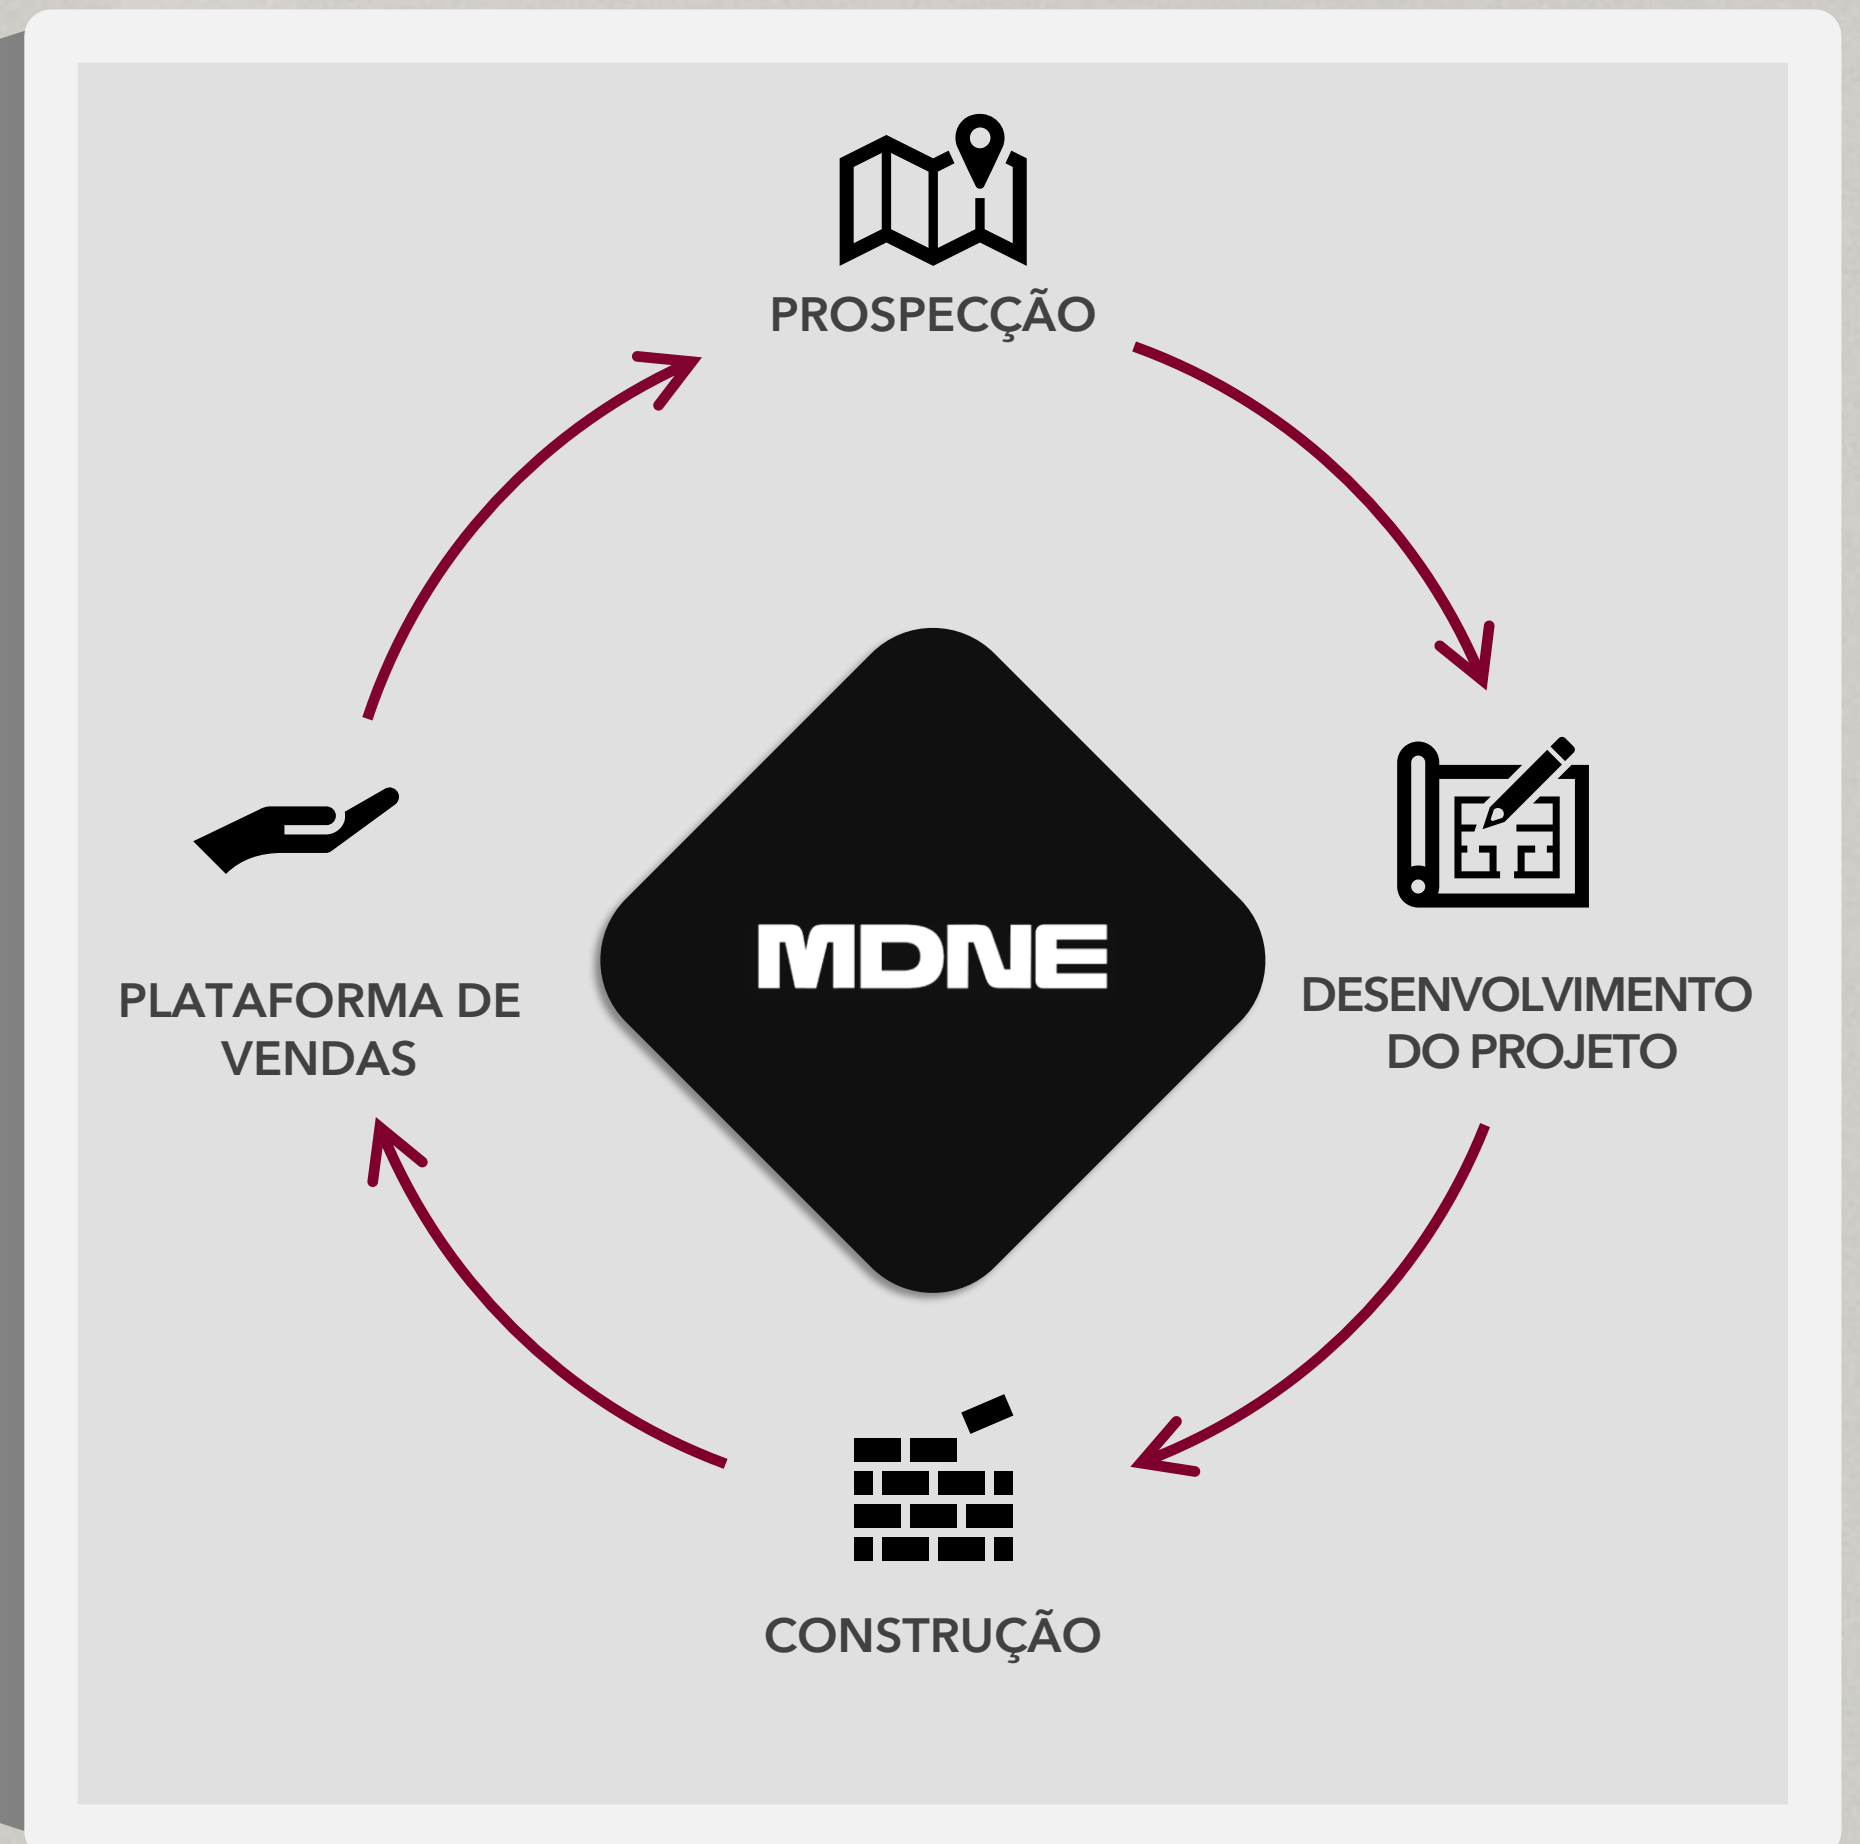 PROSPECÇÃO
MDNE
PLATAFORMA DE
VENDAS
DESENVOLVIMENTO
DO PROJETO
CONSTRUÇÃO